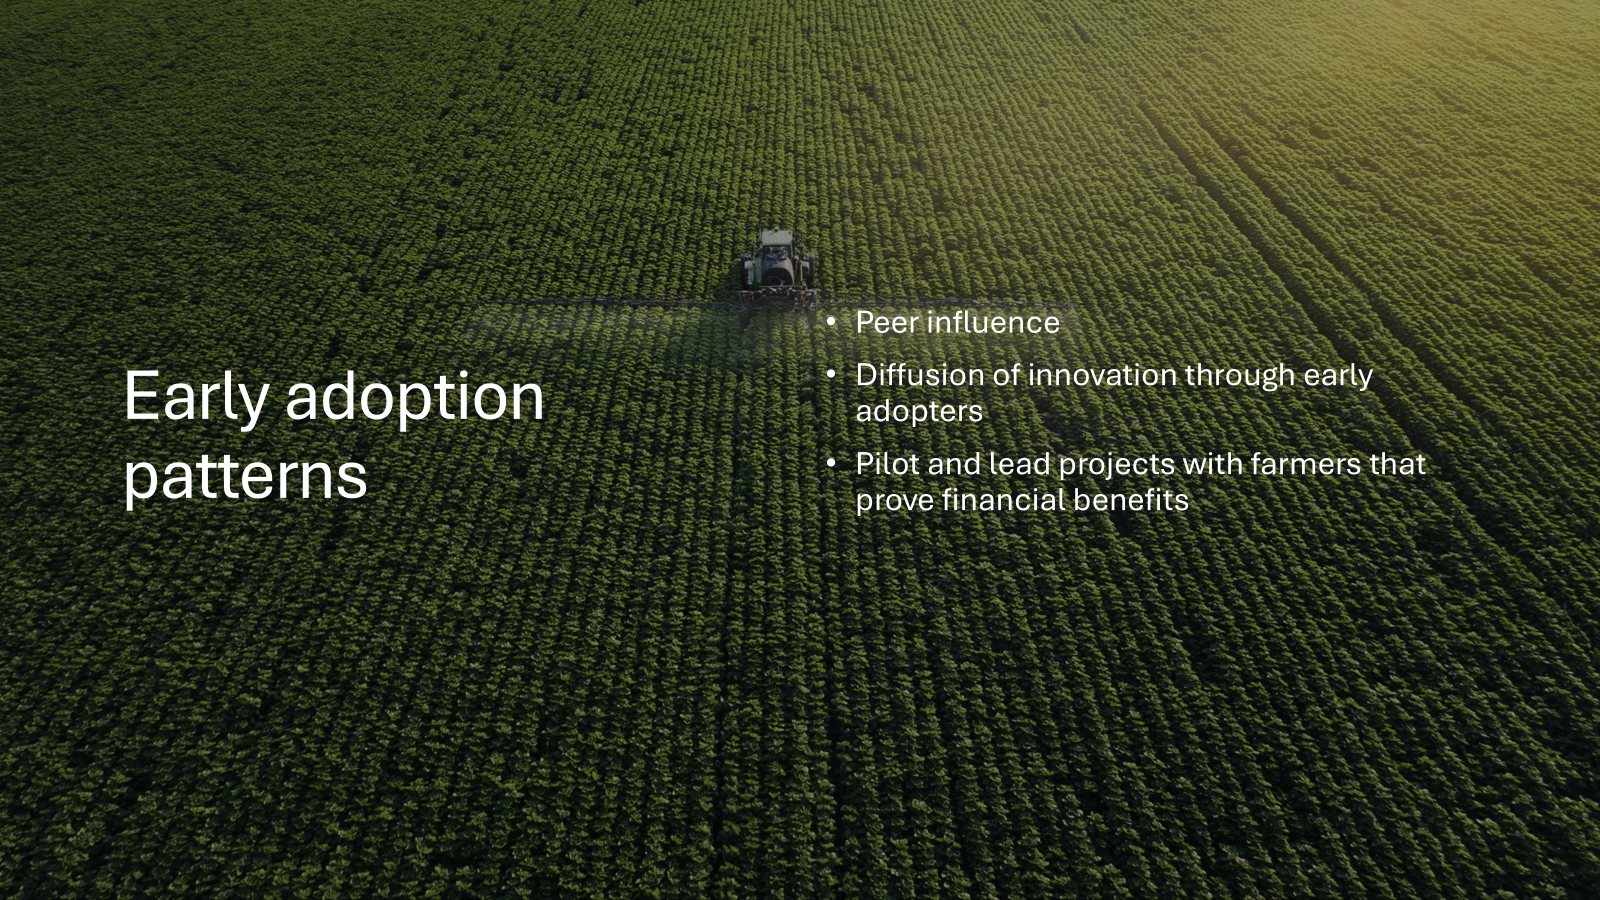 Early adoption
patterns
• Peer influence
• Diffusion of innovation through early
adopters
• Pilot and lead projects with farmers that
prove financial benefits